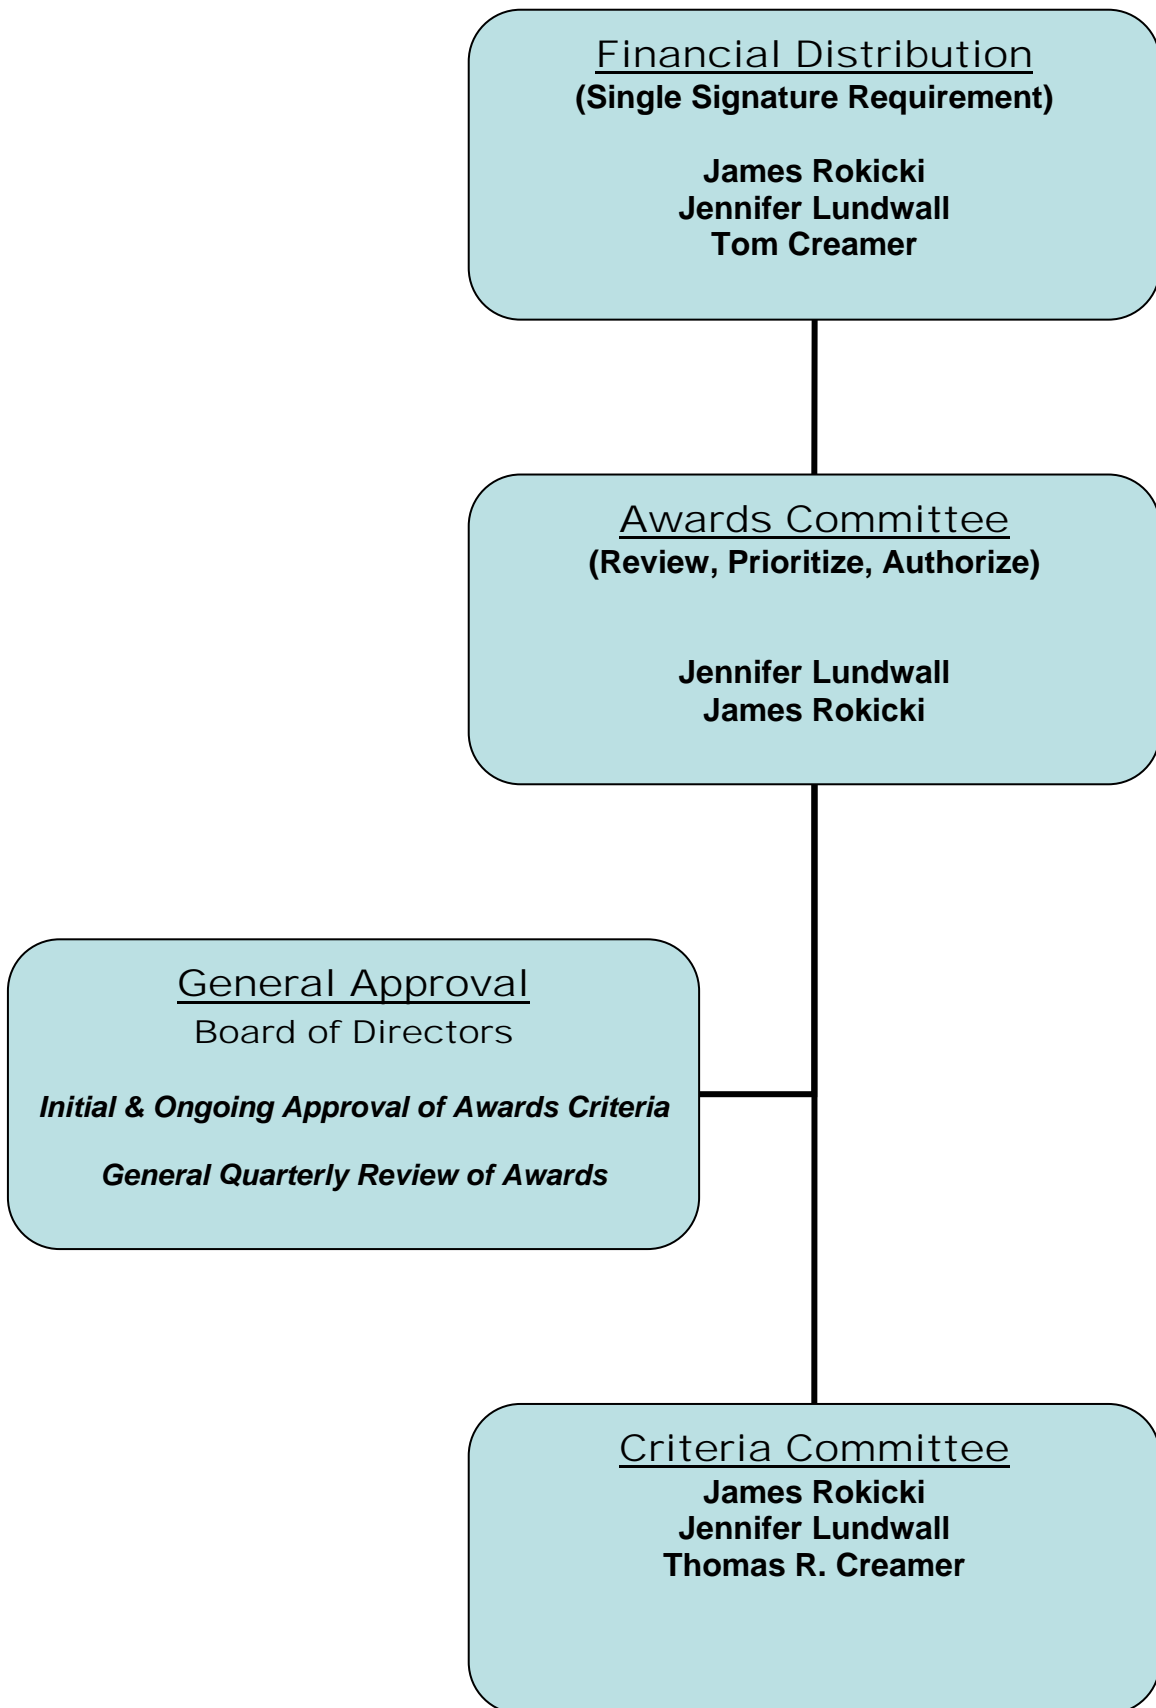 Financial Distribution
(Single Signature Requirement)
James Rokicki
Jennifer Lundwall
Tom Creamer
Awards Committee
(Review, Prioritize, Authorize)
Jennifer Lundwall
James Rokicki
General Approval
Board of Directors
Initial & Ongoing Approval of Awards Criteria
General Quarterly Review of Awards
Criteria Committee
James Rokicki
Jennifer Lundwall
Thomas R. Creamer